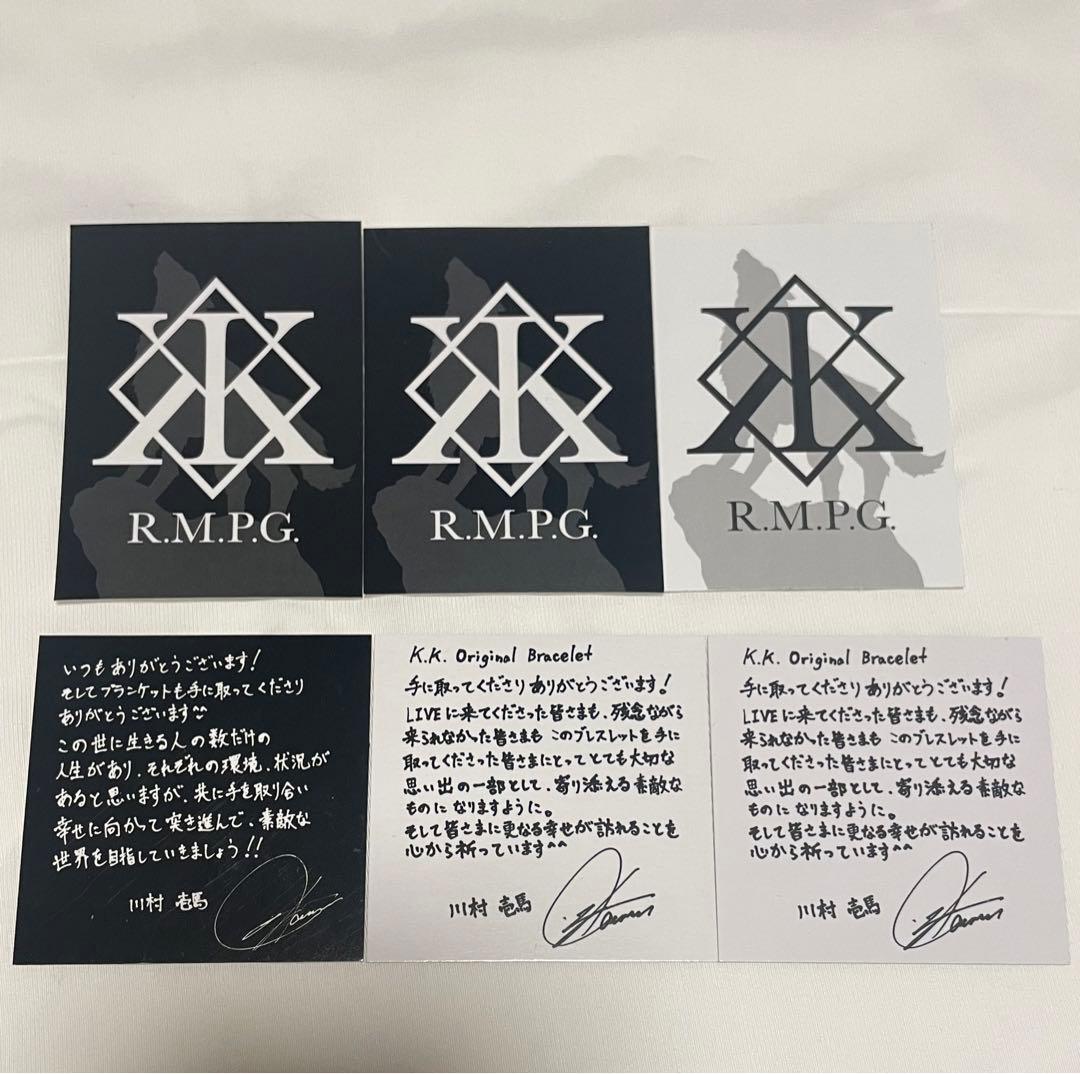 R.M.P.G.
R.M.P.G.
R.M.P.G.
いつもありがとうございます!
そしてブランケットも手に取ってくださり
ありがとうございます^^
この世に生きる人の数だけの
人生があり、それぞれの環境、状況が
あると思いますが、共に手を取り合い
幸せに向かって突き進んで、素敵な
世界を目指していきましょう!!
川村 壱馬
K.K. Original Bracelet
手に取ってくださりありがとうございます!
LIVEに来てくださった皆さまも、残念ながら
来られなかった皆さまも このブレスレットを手に
取ってくださった皆さまにとってとても大切な
思い出の一部として、寄り添える素敵な
ものに なりますように。
そして皆さまに更なる幸せが訪れることを
心から祈っています^^
川村 壱馬
K.K. Original Bracelet
手に取ってくださりありがとうございます!
LIVEに来てくださった皆さまも、残念ながら
来られなかった皆さまも このブレスレットを手に
取ってくださった皆さまにとってとても大切な
思い出の一部として、寄り添える素敵な
ものに なりますように。
そして皆さまに更なる幸せが訪れることを
心から祈っています^^
川村 壱馬